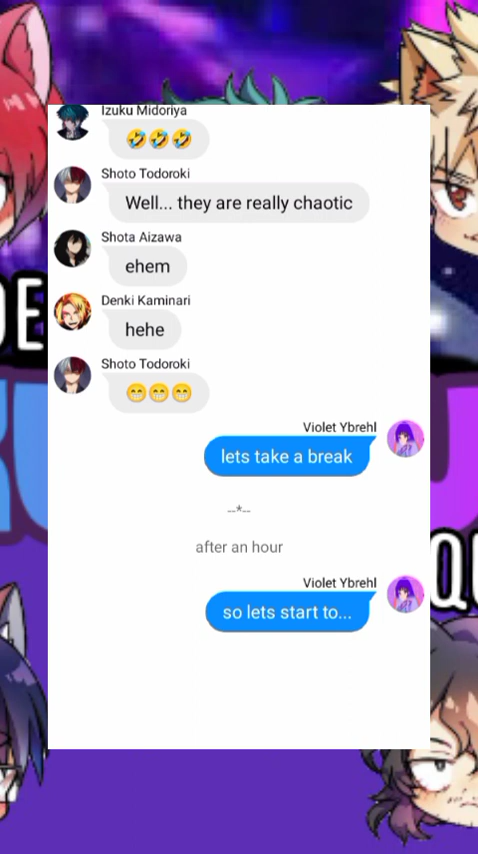 Izuku Midoriya
🤣🤣🤣
Shoto Todoroki
Well... they are really chaotic
Shota Aizawa
ehem
Denki Kaminari
hehe
Shoto Todoroki
😁😁😁
Violet Ybrehl
lets take a break
--*--
after an hour
Violet Ybrehl
so lets start to...